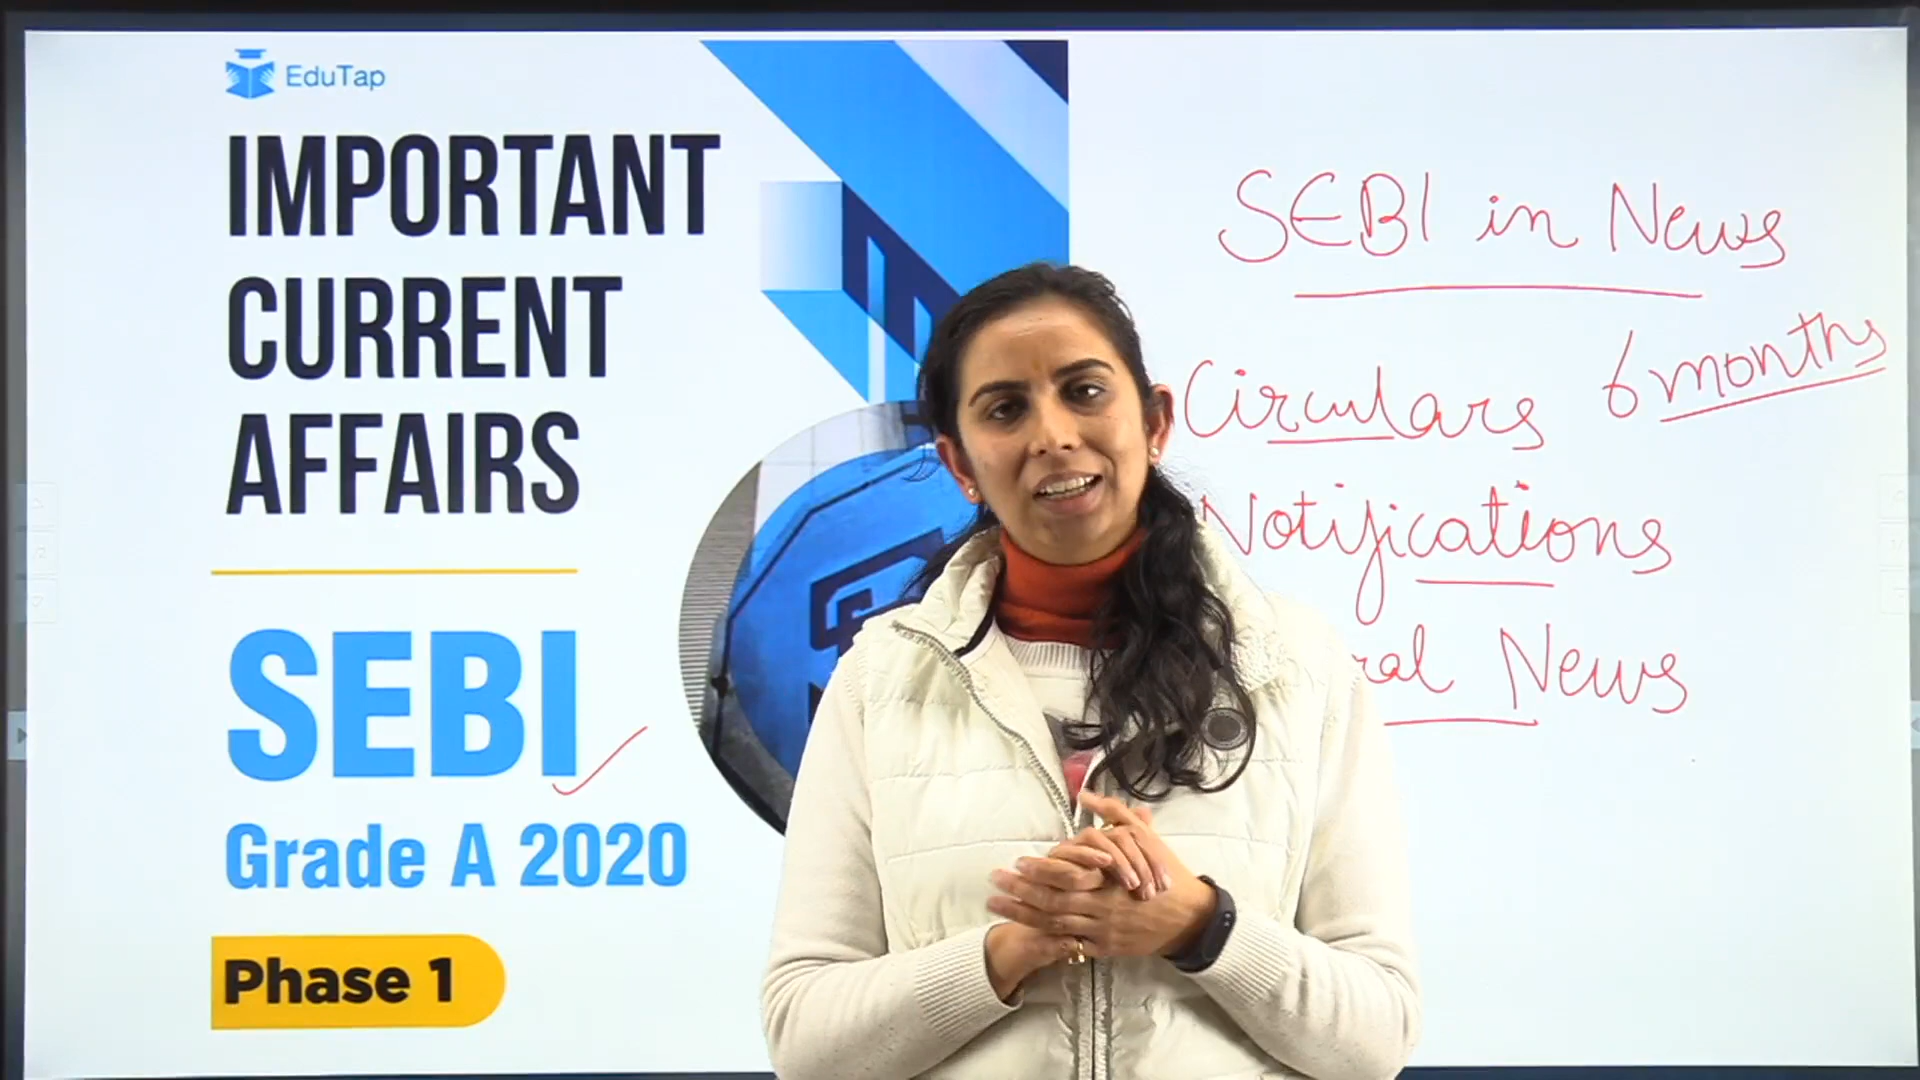 EduTap
IMPORTANT
CURRENT
AFFAIRS
SEBI
Grade A 2020
Phase 1
SEBI in News
Circulars 6 months
Notifications
News